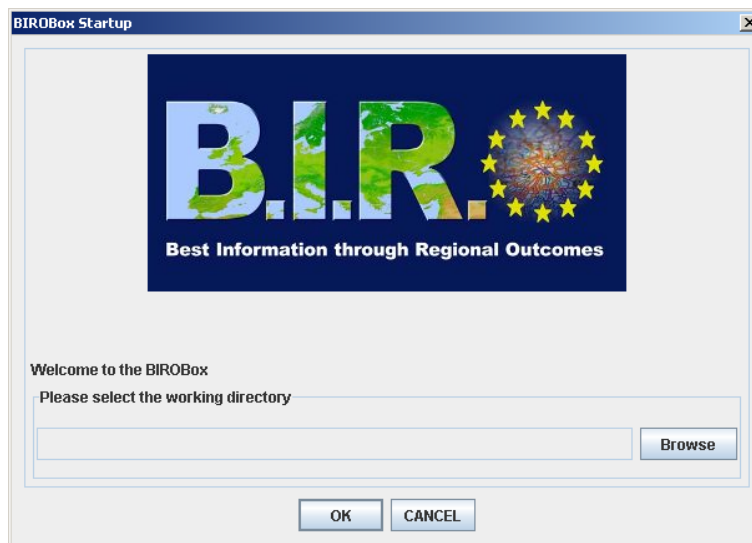 BIROBox Startup
B.I.R.
Best Information through Regional Outcomes
Welcome to the BIROBox
Please select the working directory
Browse
OK
CANCEL